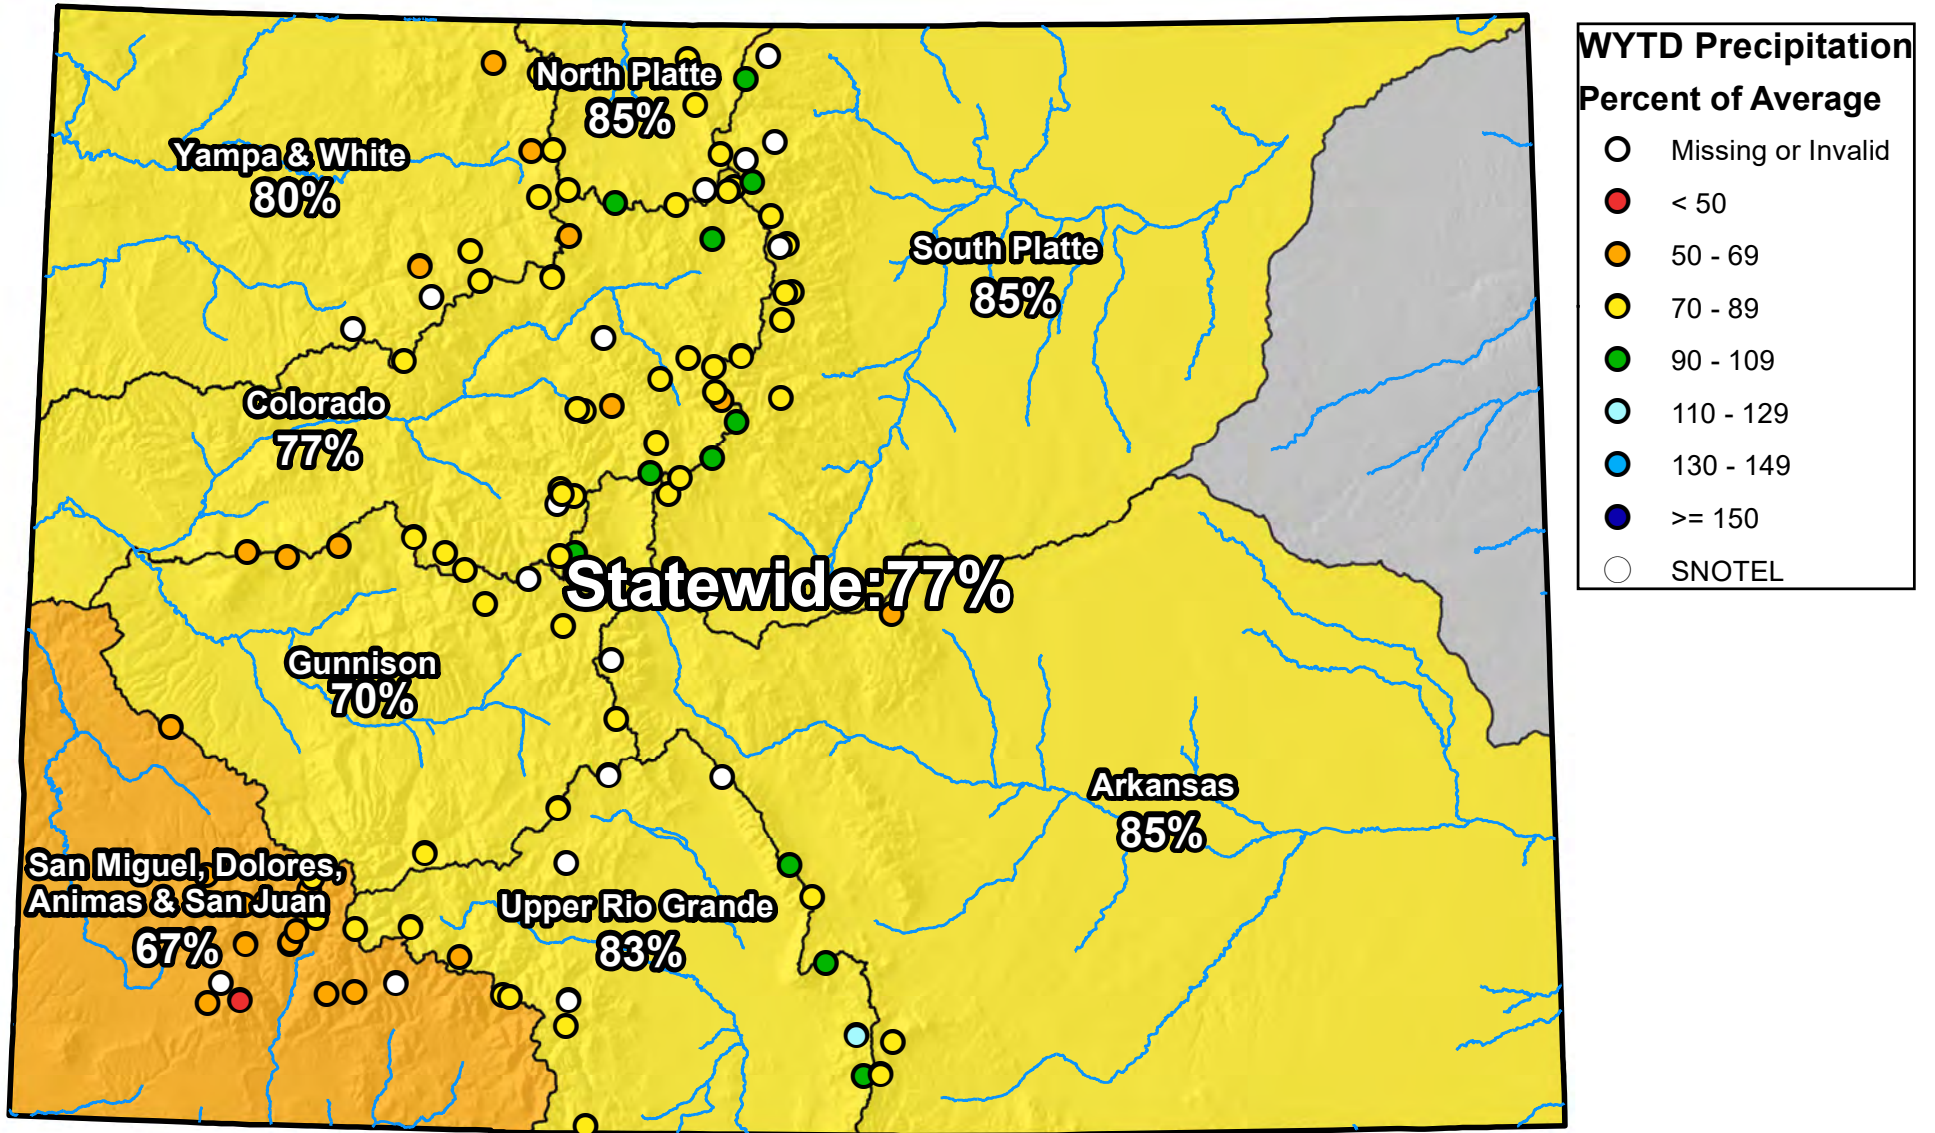 North Platte
85%
Yampa & White
80%
South Platte
85%
Colorado
77%
Statewide:77%
Gunnison
70%
Arkansas
85%
San Miguel, Dolores,
Animas & San Juan
67%
Upper Rio Grande
83%
WYTD Precipitation
Percent of Average
Missing or Invalid
< 50
50 - 69
70 - 89
90 - 109
110 - 129
130 - 149
>= 150
SNOTEL